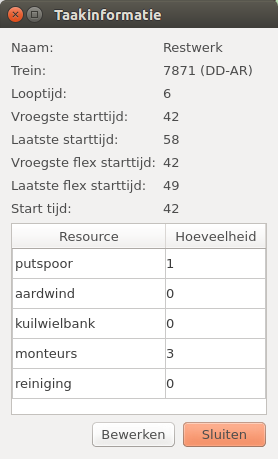 Taakinformatie
Naam: Restwerk
Trein: 7871 (DD-AR)
Looptijd: 6
Vroegste starttijd: 42
Laatste starttijd: 58
Vroegste flex starttijd: 42
Laatste flex starttijd: 49
Start tijd: 42
Resource Hoeveelheid
putspoor 1
aardwind 0
kuilwielbank 0
monteurs 3
reiniging 0
Bewerken Sluiten